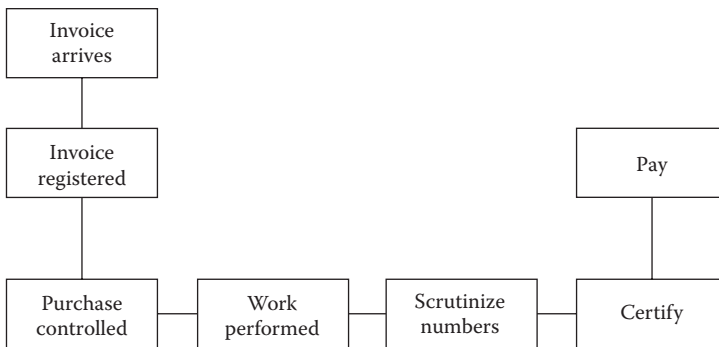 Invoice
arrives
Invoice
registered
Pay
Purchase
controlled
Work
performed
Scrutinize
numbers
Certify